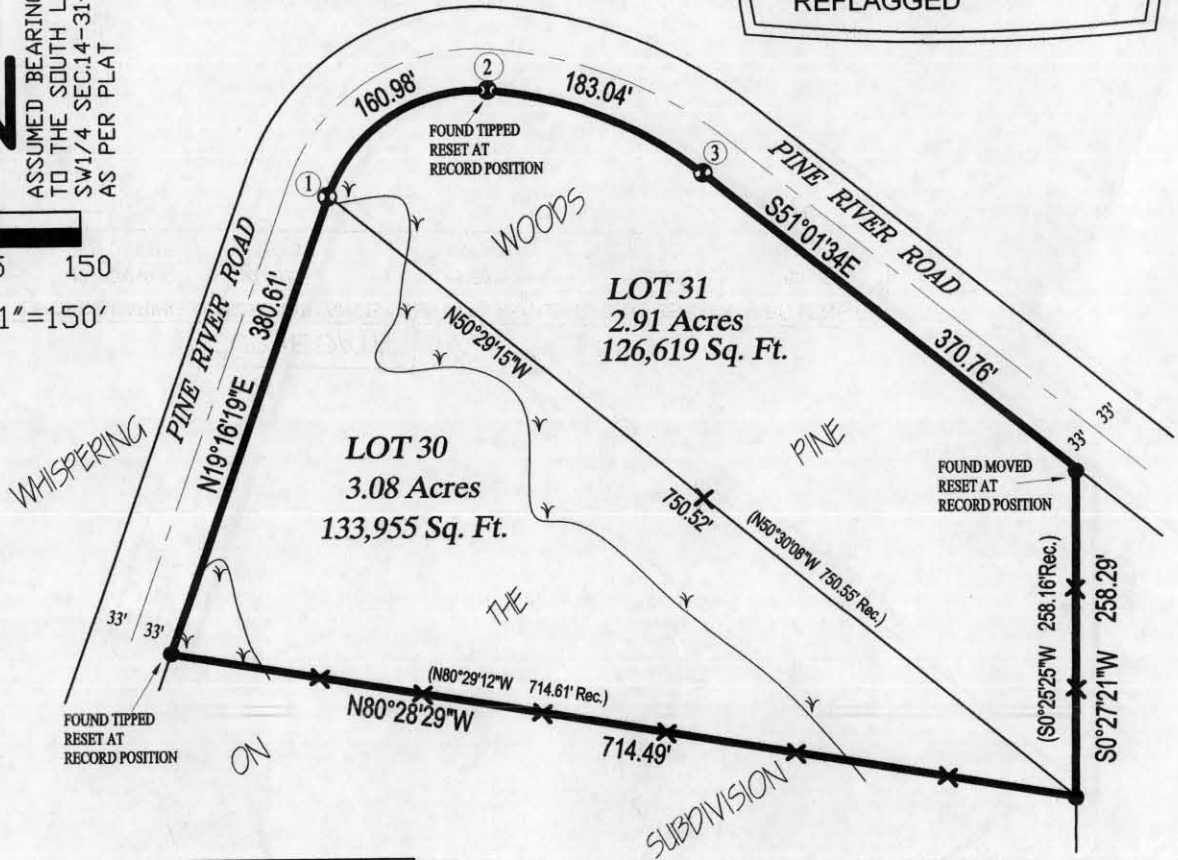 REFLAGGED
ASSUMED BEARING
TO THE SOUTH L
SW1/4 SEC.14-31-
AS PER PLAT
150
1"=150'
160.98'
2
183.04'
FOUND TIPPED
RESET AT
RECORD POSITION
1
3
PINE RIVER ROAD
PINE RIVER ROAD
S51°01'34E
370.76'
33'
33'
WOODS
LOT 31
2.91 Acres
126,619 Sq. Ft.
N50°29'15"W
750.52'
(N50°30'08"W 750.55' Rec.)
N19°16'19"E
380.61'
WHISPERING
LOT 30
3.08 Acres
133,955 Sq. Ft.
PINE
FOUND MOVED
RESET AT
RECORD POSITION
(S0°25'25"W 258.16'Rec.)
S0°27'21"W 258.29'
THE
33'
33'
FOUND TIPPED
RESET AT
RECORD POSITION
(N80°29'12"W 714.61' Rec.)
N80°28'29"W
714.49'
ON
SUBDIVISION